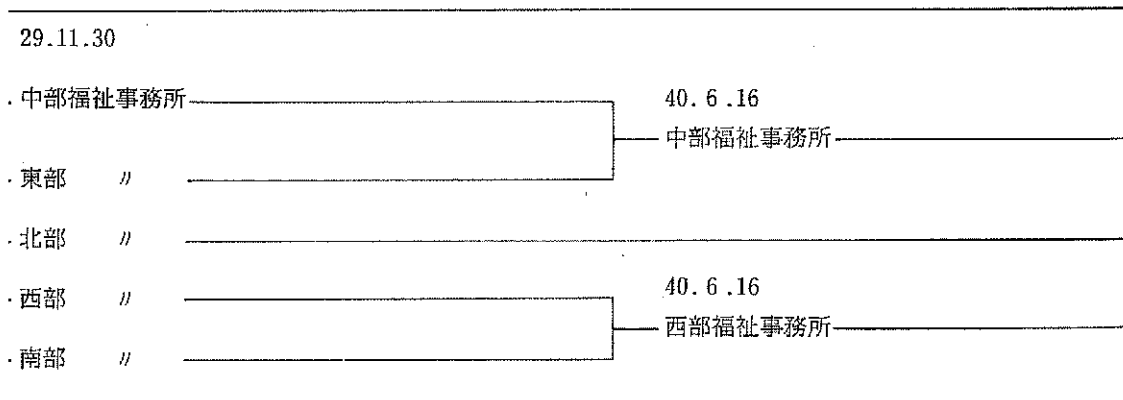 29.11.30
・中部福祉事務所
40.6.16
中部福祉事務所
・東部 〃
・北部 〃
・西部 〃
40.6.16
西部福祉事務所
・南部 〃